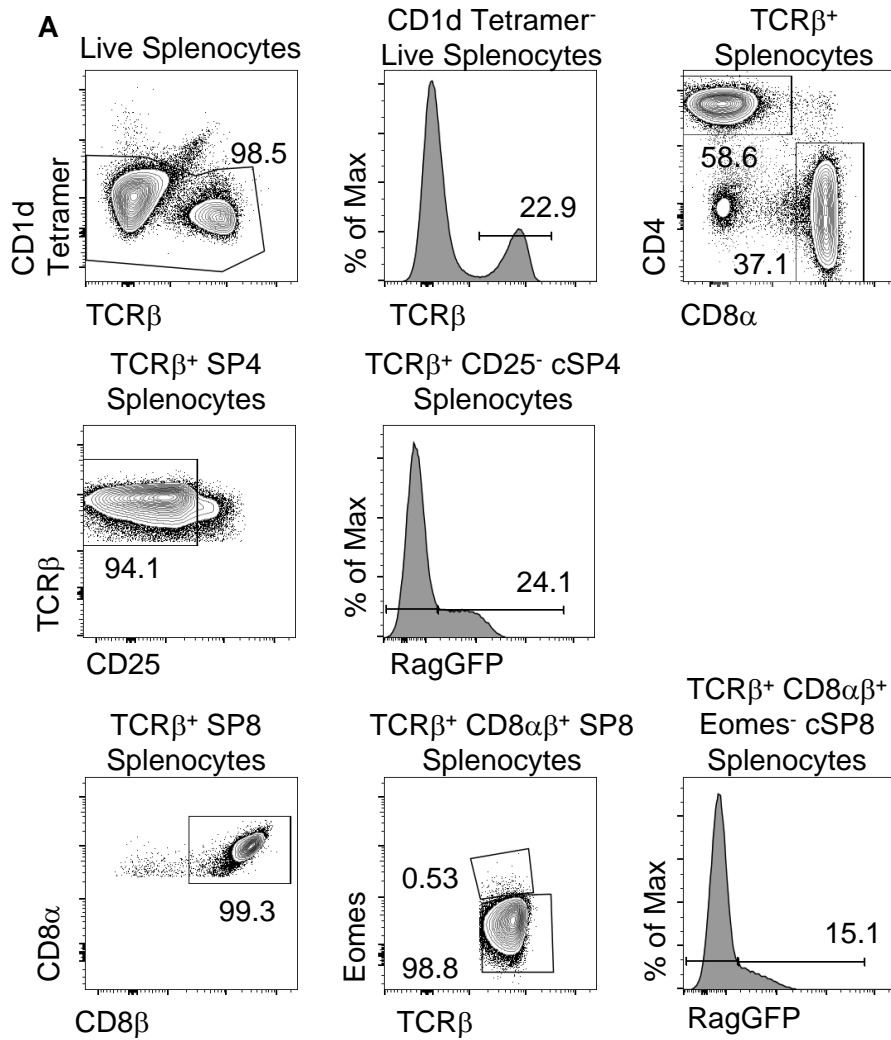 A
Live Splenocytes
CD1d Tetramer⁻
Live Splenocytes
TCRβ⁺
Splenocytes
CD1d
Tetramer
98.5
TCRβ
% of Max
22.9
TCRβ
CD4
58.6
37.1
CD8α
TCRβ⁺ SP4
Splenocytes
TCRβ⁺ CD25⁻ cSP4
Splenocytes
TCRβ
94.1
CD25
% of Max
24.1
RagGFP
TCRβ⁺ SP8
Splenocytes
TCRβ⁺ CD8αβ⁺ SP8
Splenocytes
TCRβ⁺ CD8αβ⁺
Eomes⁻ cSP8
Splenocytes
CD8α
99.3
CD8β
Eomes
0.53
98.8
TCRβ
% of Max
15.1
RagGFP